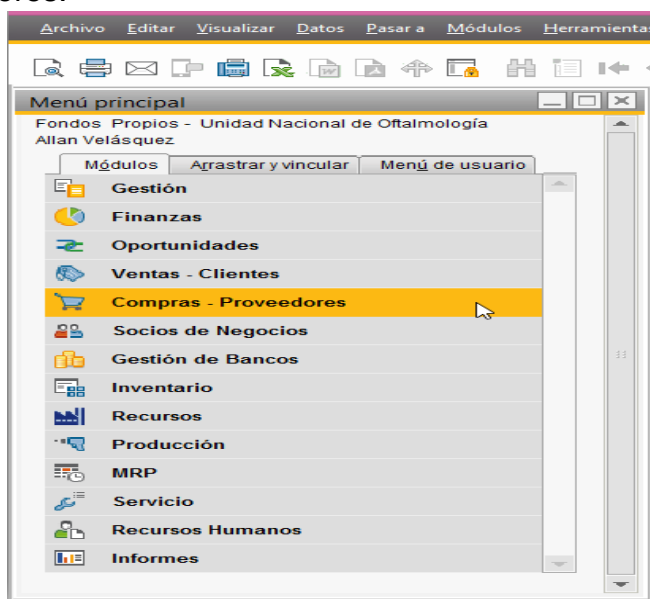 Archivo Editar Visualizar Datos Pasar a Módulos Herramienta
Menú principal
Fondos Propios - Unidad Nacional de Oftalmología
Allan Velásquez
Módulos Arrastrar y vincular Menú de usuario
Gestión
Finanzas
Oportunidades
Ventas - Clientes
Compras - Proveedores
Socios de Negocios
Gestión de Bancos
Inventario
Recursos
Producción
MRP
Servicio
Recursos Humanos
Informes